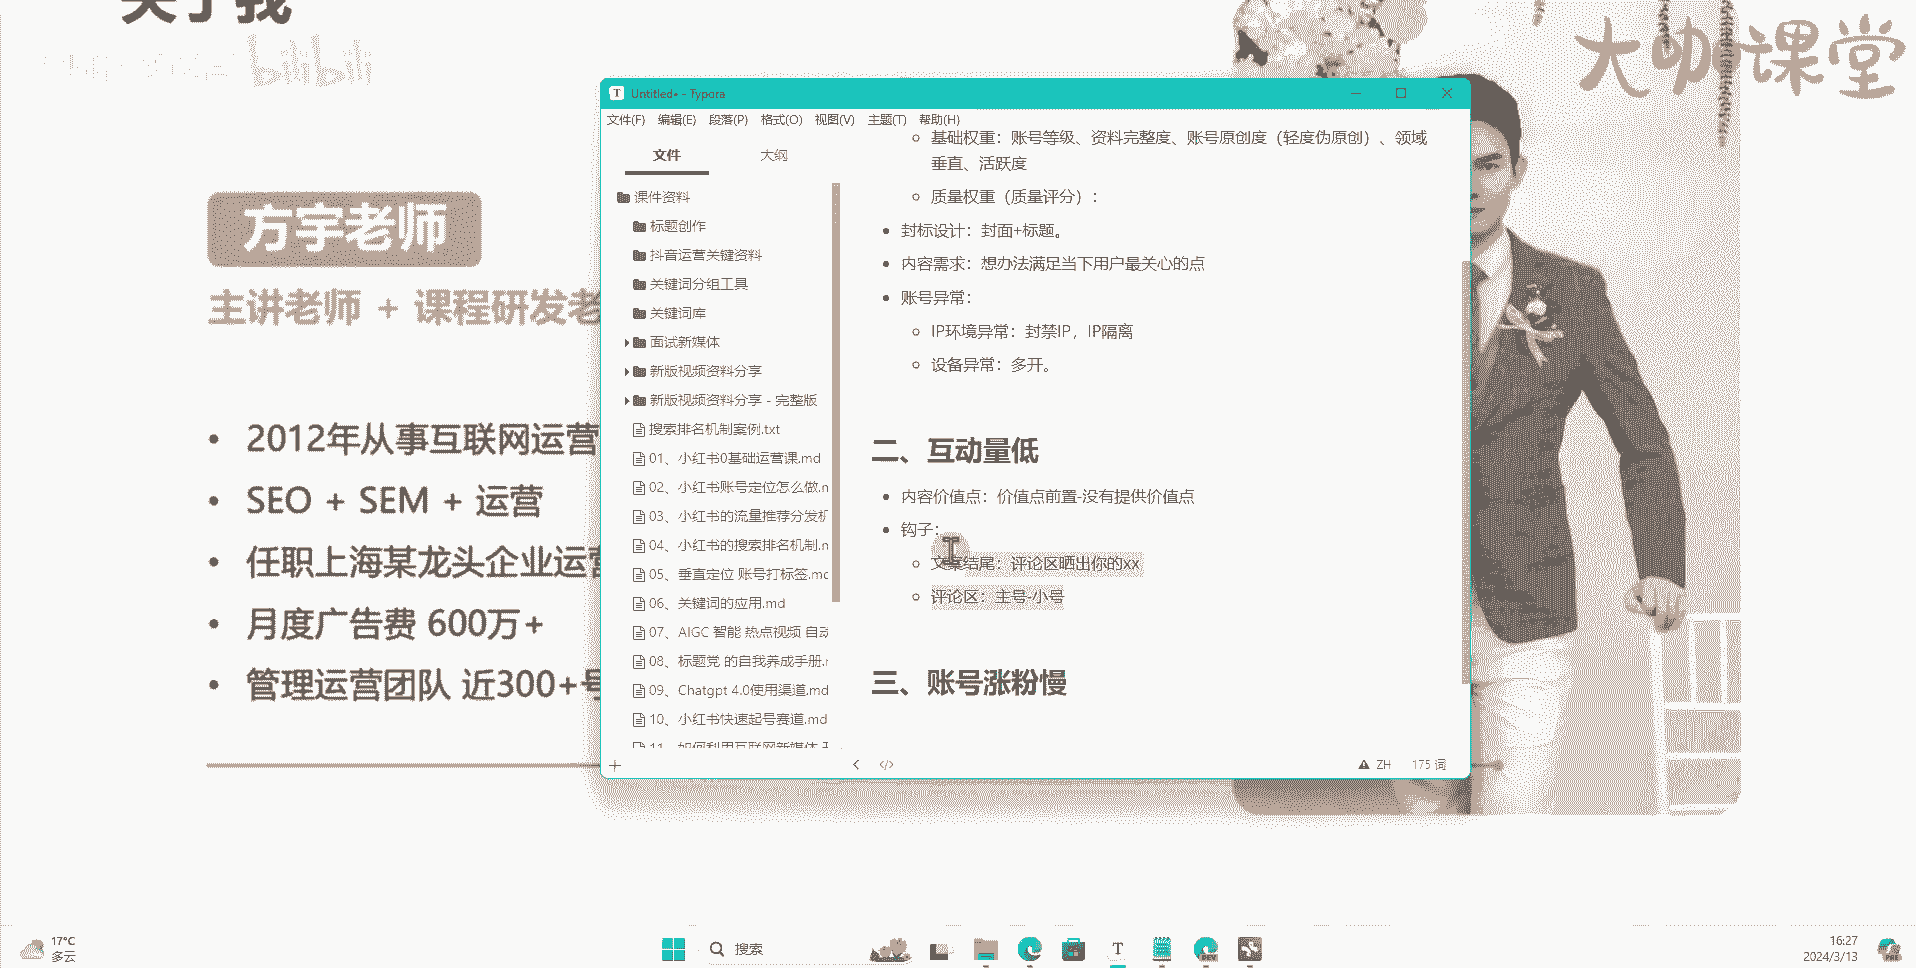 关于我
bilibili
大咖课堂
方宇老师
主讲老师 + 课程研发老
2012年从事互联网运营
SEO + SEM + 运营
任职上海某龙头企业运营
月度广告费 600万+
管理运营团队 近300+号
Untitled• - Typora
文件(F) 编辑(E) 段落(P) 格式(O) 视图(V) 主题(T) 帮助(H)
文件 大纲
课件资料
标题创作
抖音运营关键资料
关键词分组工具
关键词库
面试新媒体
新版视频资料分享
新版视频资料分享 - 完整版
搜索排名机制案例.txt
01、小红书0基础运营课.md
02、小红书账号定位怎么做.m
03、小红书的流量推荐分发机
04、小红书的搜索排名机制.m
05、垂直定位 账号打标签.md
06、关键词的应用.md
07、AIGC 智能 热点视频 自动
08、标题党 的自我养成手册.m
09、Chatgpt 4.0使用渠道.md
10、小红书快速起号赛道.md
11、如何利用互联网新媒体
基础权重：账号等级、资料完整度、账号原创度（轻度伪原创）、领域
垂直、活跃度
质量权重（质量评分）：
封标设计：封面+标题。
内容需求：想办法满足当下用户最关心的点
账号异常：
IP环境异常：封禁IP，IP隔离
设备异常：多开。
二、互动量低
内容价值点：价值点前置-没有提供价值点
钩子：
文案结尾：评论区晒出你的xx
评论区：主号-小号
三、账号涨粉慢
ZH 175 词
17°C
多云
搜索
16:27
2024/3/13